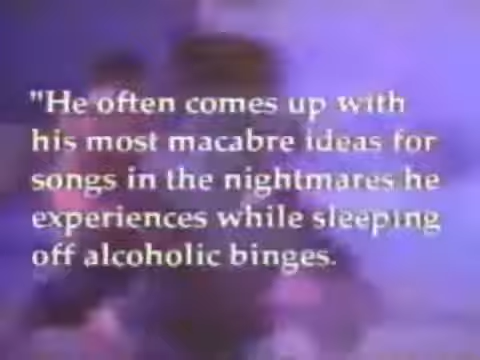 "He often comes up with
his most macabre ideas for
songs in the nightmares he
experiences while sleeping
off alcoholic binges.